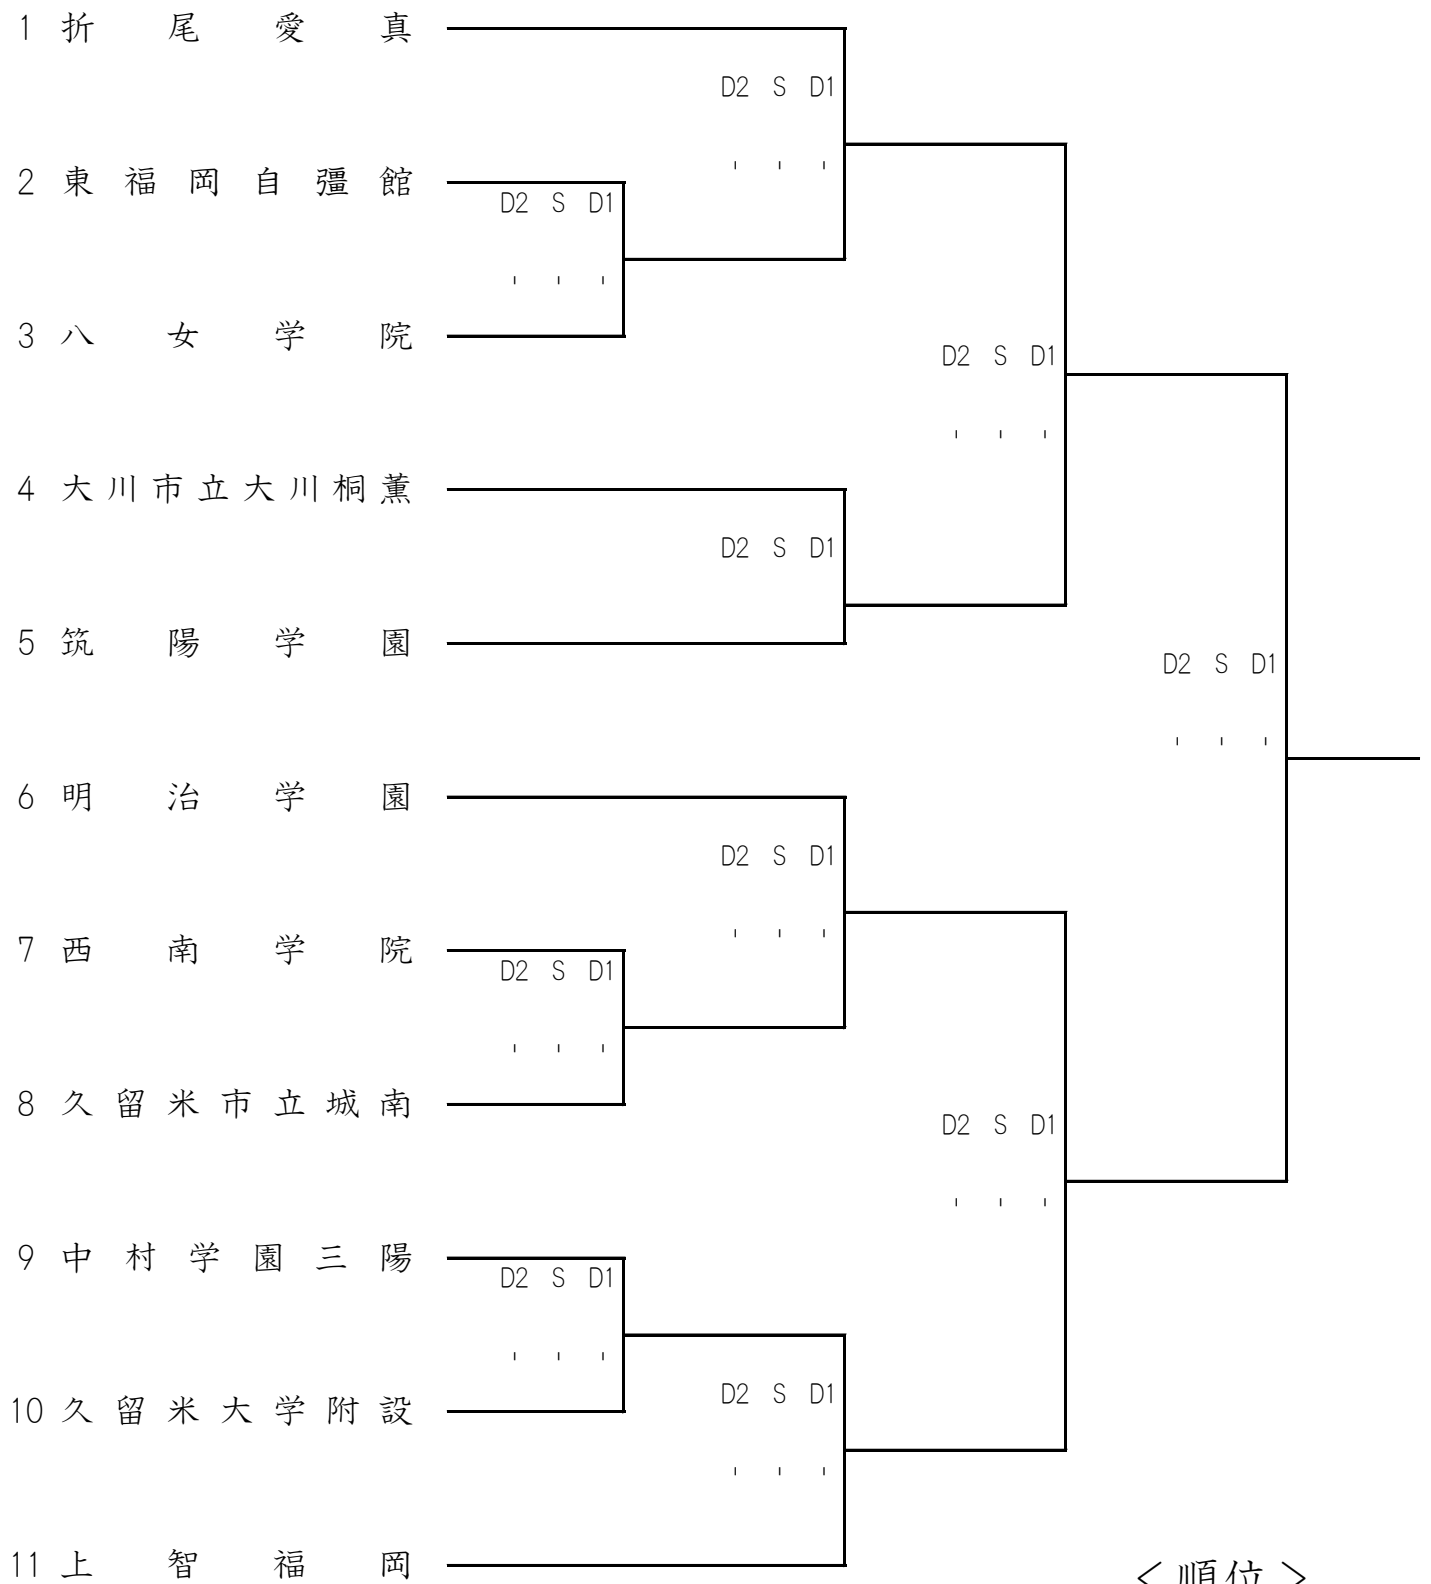 1 折尾愛真
D2 S D1
2 東福岡自彊館
D2 S D1
3 八女学院
D2 S D1
4 大川市立大川桐薫
D2 S D1
5 筑陽学園
D2 S D1
6 明治学園
D2 S D1
7 西南学院
D2 S D1
8 久留米市立城南
D2 S D1
9 中村学園三陽
D2 S D1
10 久留米大学附設
D2 S D1
11 上智福岡
＜順位＞